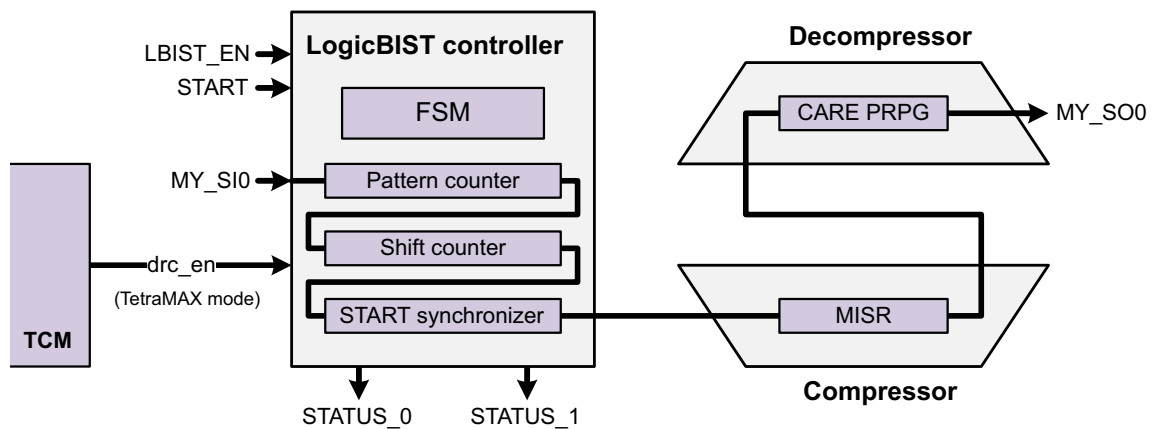 LogicBIST controller
Decompressor
LBIST_EN
START
FSM
CARE PRPG
MY_SO0
MY_SI0
Pattern counter
Shift counter
drc_en
(TetraMAX mode)
START synchronizer
MISR
TCM
Compressor
STATUS_0
STATUS_1